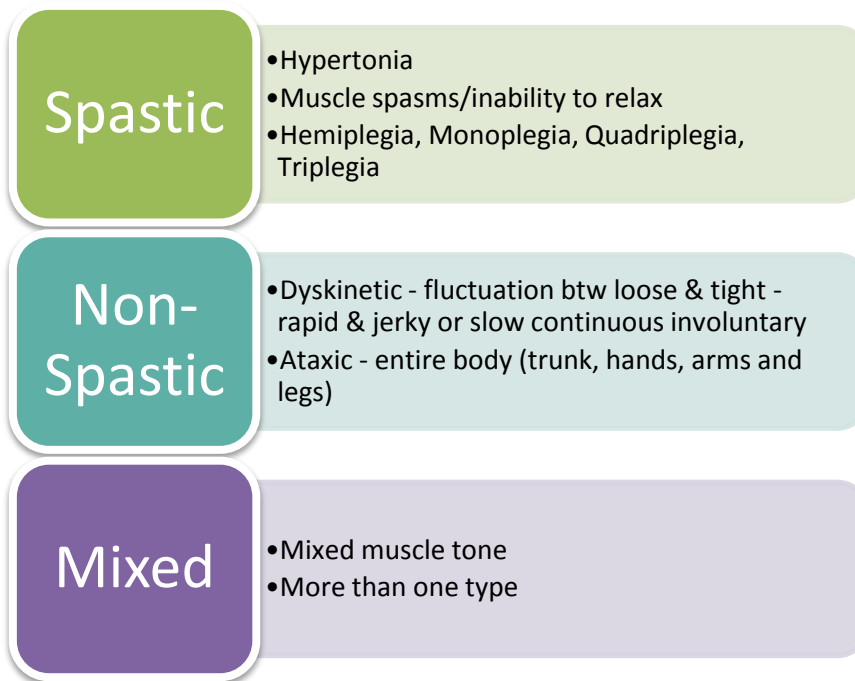 Spastic
•Hypertonia
•Muscle spasms/inability to relax
•Hemiplegia, Monoplegia, Quadriplegia,
Triplegia
Non-
Spastic
•Dyskinetic - fluctuation btw loose & tight -
rapid & jerky or slow continuous involuntary
•Ataxic - entire body (trunk, hands, arms and
legs)
Mixed
•Mixed muscle tone
•More than one type